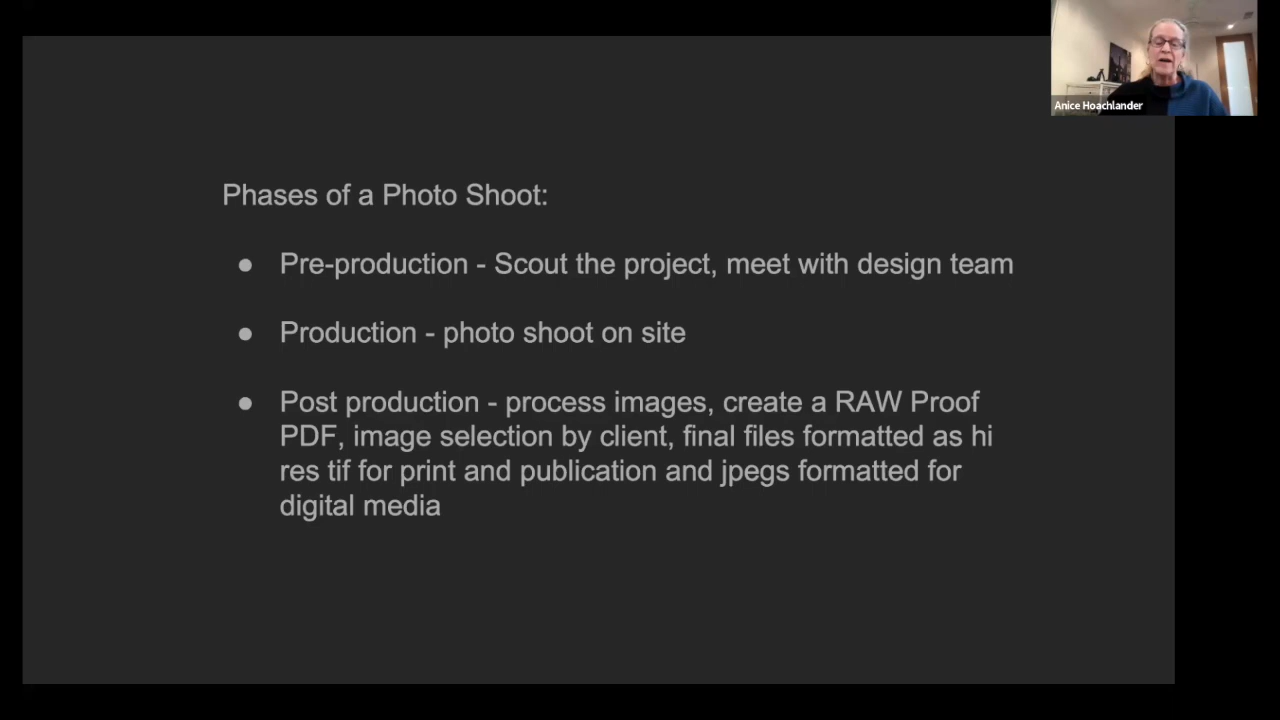 Anice Hoachlander
Phases of a Photo Shoot:
● Pre-production - Scout the project, meet with design team
● Production - photo shoot on site
● Post production - process images, create a RAW Proof
PDF, image selection by client, final files formatted as hi
res tif for print and publication and jpegs formatted for
digital media